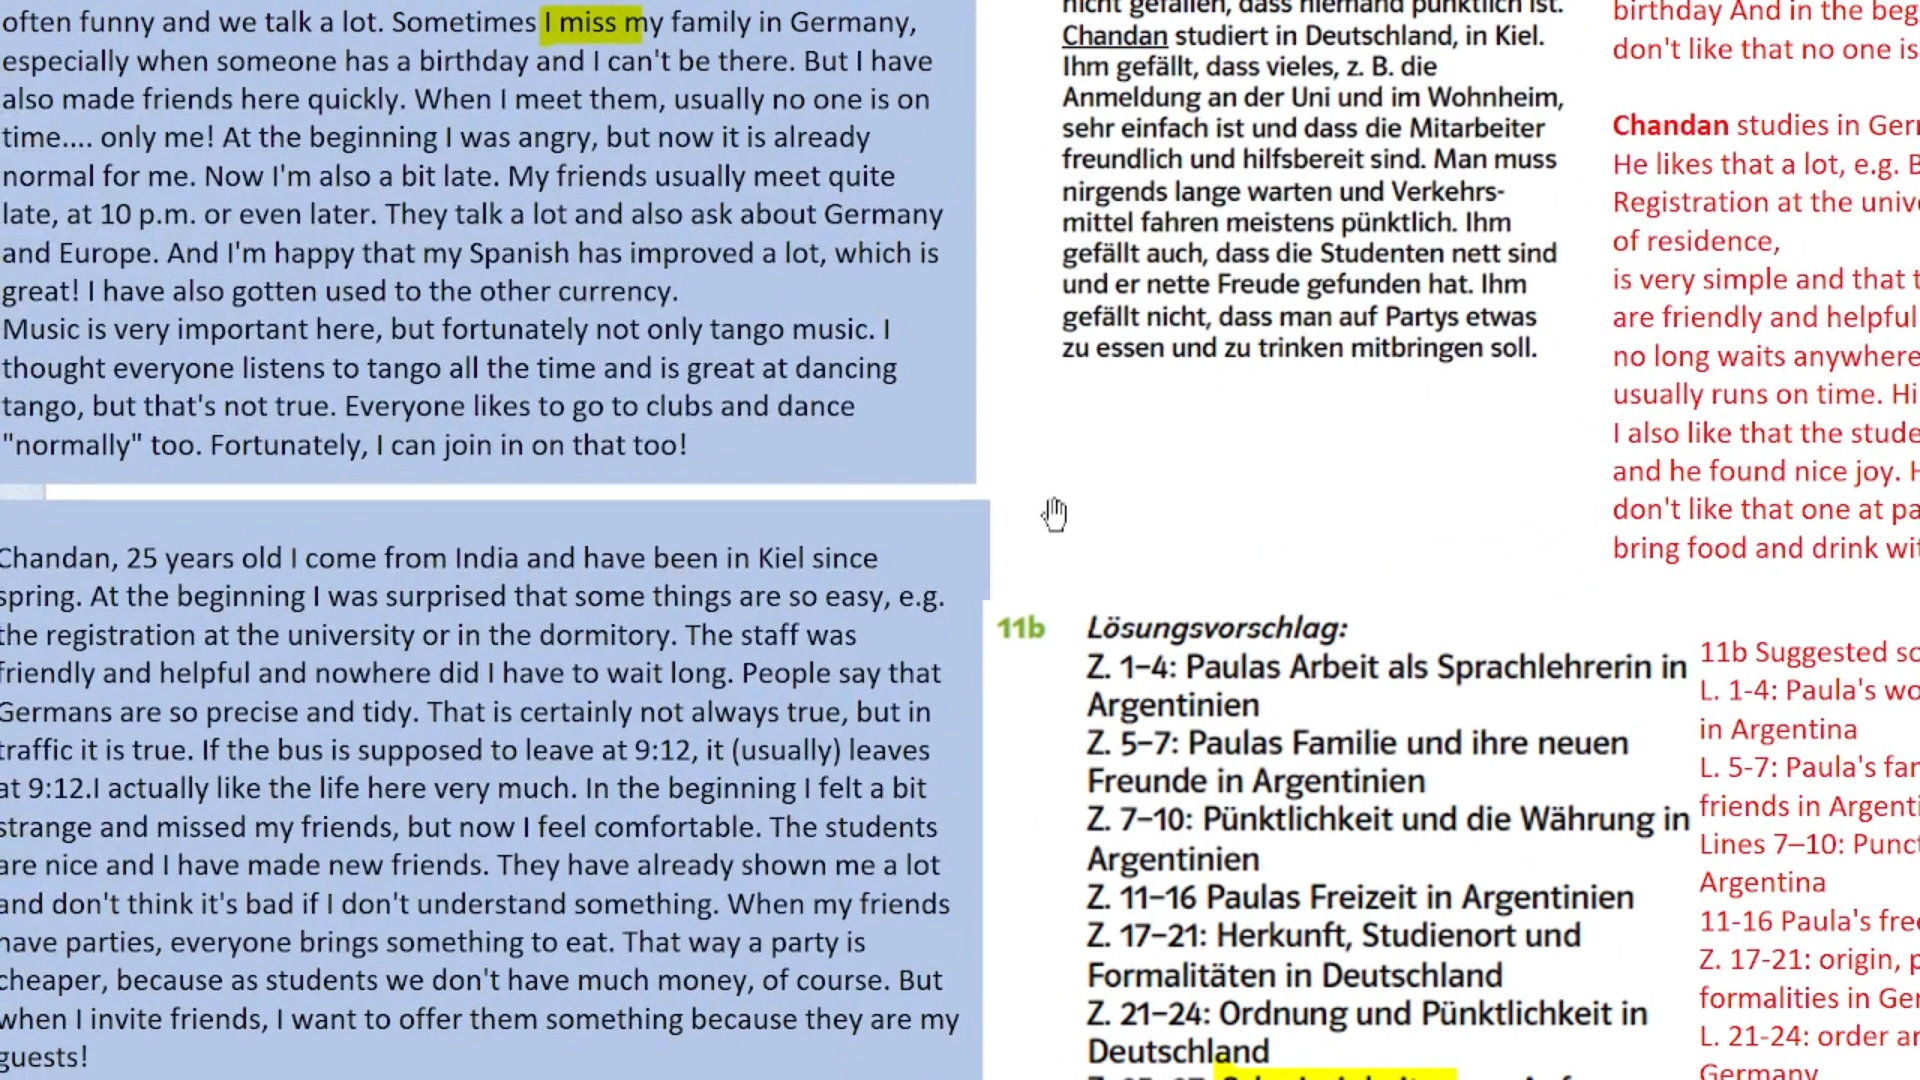 often funny and we talk a lot. Sometimes I miss my family in Germany,
especially when someone has a birthday and I can't be there. But I have
also made friends here quickly. When I meet them, usually no one is on
time.... only me! At the beginning I was angry, but now it is already
normal for me. Now I'm also a bit late. My friends usually meet quite
late, at 10 p.m. or even later. They talk a lot and also ask about Germany
and Europe. And I'm happy that my Spanish has improved a lot, which is
great! I have also gotten used to the other currency.
Music is very important here, but fortunately not only tango music. I
thought everyone listens to tango all the time and is great at dancing
tango, but that's not true. Everyone likes to go to clubs and dance
"normally" too. Fortunately, I can join in on that too!
Chandan, 25 years old I come from India and have been in Kiel since
spring. At the beginning I was surprised that some things are so easy, e.g.
the registration at the university or in the dormitory. The staff was
friendly and helpful and nowhere did I have to wait long. People say that
Germans are so precise and tidy. That is certainly not always true, but in
traffic it is true. If the bus is supposed to leave at 9:12, it (usually) leaves
at 9:12.I actually like the life here very much. In the beginning I felt a bit
strange and missed my friends, but now I feel comfortable. The students
are nice and I have made new friends. They have already shown me a lot
and don't think it's bad if I don't understand something. When my friends
have parties, everyone brings something to eat. That way a party is
cheaper, because as students we don't have much money, of course. But
when I invite friends, I want to offer them something because they are my
guests!
nicht gefallen, dass niemand pünktlich ist.
Chandan studiert in Deutschland, in Kiel.
Ihm gefällt, dass vieles, z. B. die
Anmeldung an der Uni und im Wohnheim,
sehr einfach ist und dass die Mitarbeiter
freundlich und hilfsbereit sind. Man muss
nirgends lange warten und Verkehrs-
mittel fahren meistens pünktlich. Ihm
gefällt auch, dass die Studenten nett sind
und er nette Freude gefunden hat. Ihm
gefällt nicht, dass man auf Partys etwas
zu essen und zu trinken mitbringen soll.
birthday And in the beg
don't like that no one is
Chandan studies in Ger
He likes that a lot, e.g. B
Registration at the unive
of residence,
is very simple and that t
are friendly and helpful
no long waits anywhere
usually runs on time. Hi
I also like that the stude
and he found nice joy. H
don't like that one at pa
bring food and drink wi
11b Lösungsvorschlag:
Z. 1–4: Paulas Arbeit als Sprachlehrerin in
Argentinien
Z. 5–7: Paulas Familie und ihre neuen
Freunde in Argentinien
Z. 7–10: Pünktlichkeit und die Währung in
Argentinien
Z. 11–16 Paulas Freizeit in Argentinien
Z. 17–21: Herkunft, Studienort und
Formalitäten in Deutschland
Z. 21–24: Ordnung und Pünktlichkeit in
Deutschland
11b Suggested so
L. 1-4: Paula's wo
in Argentina
L. 5-7: Paula's fan
friends in Argenti
Lines 7–10: Punct
Argentina
11-16 Paula's free
Z. 17-21: origin, p
formalities in Ger
L. 21-24: order an
Germany